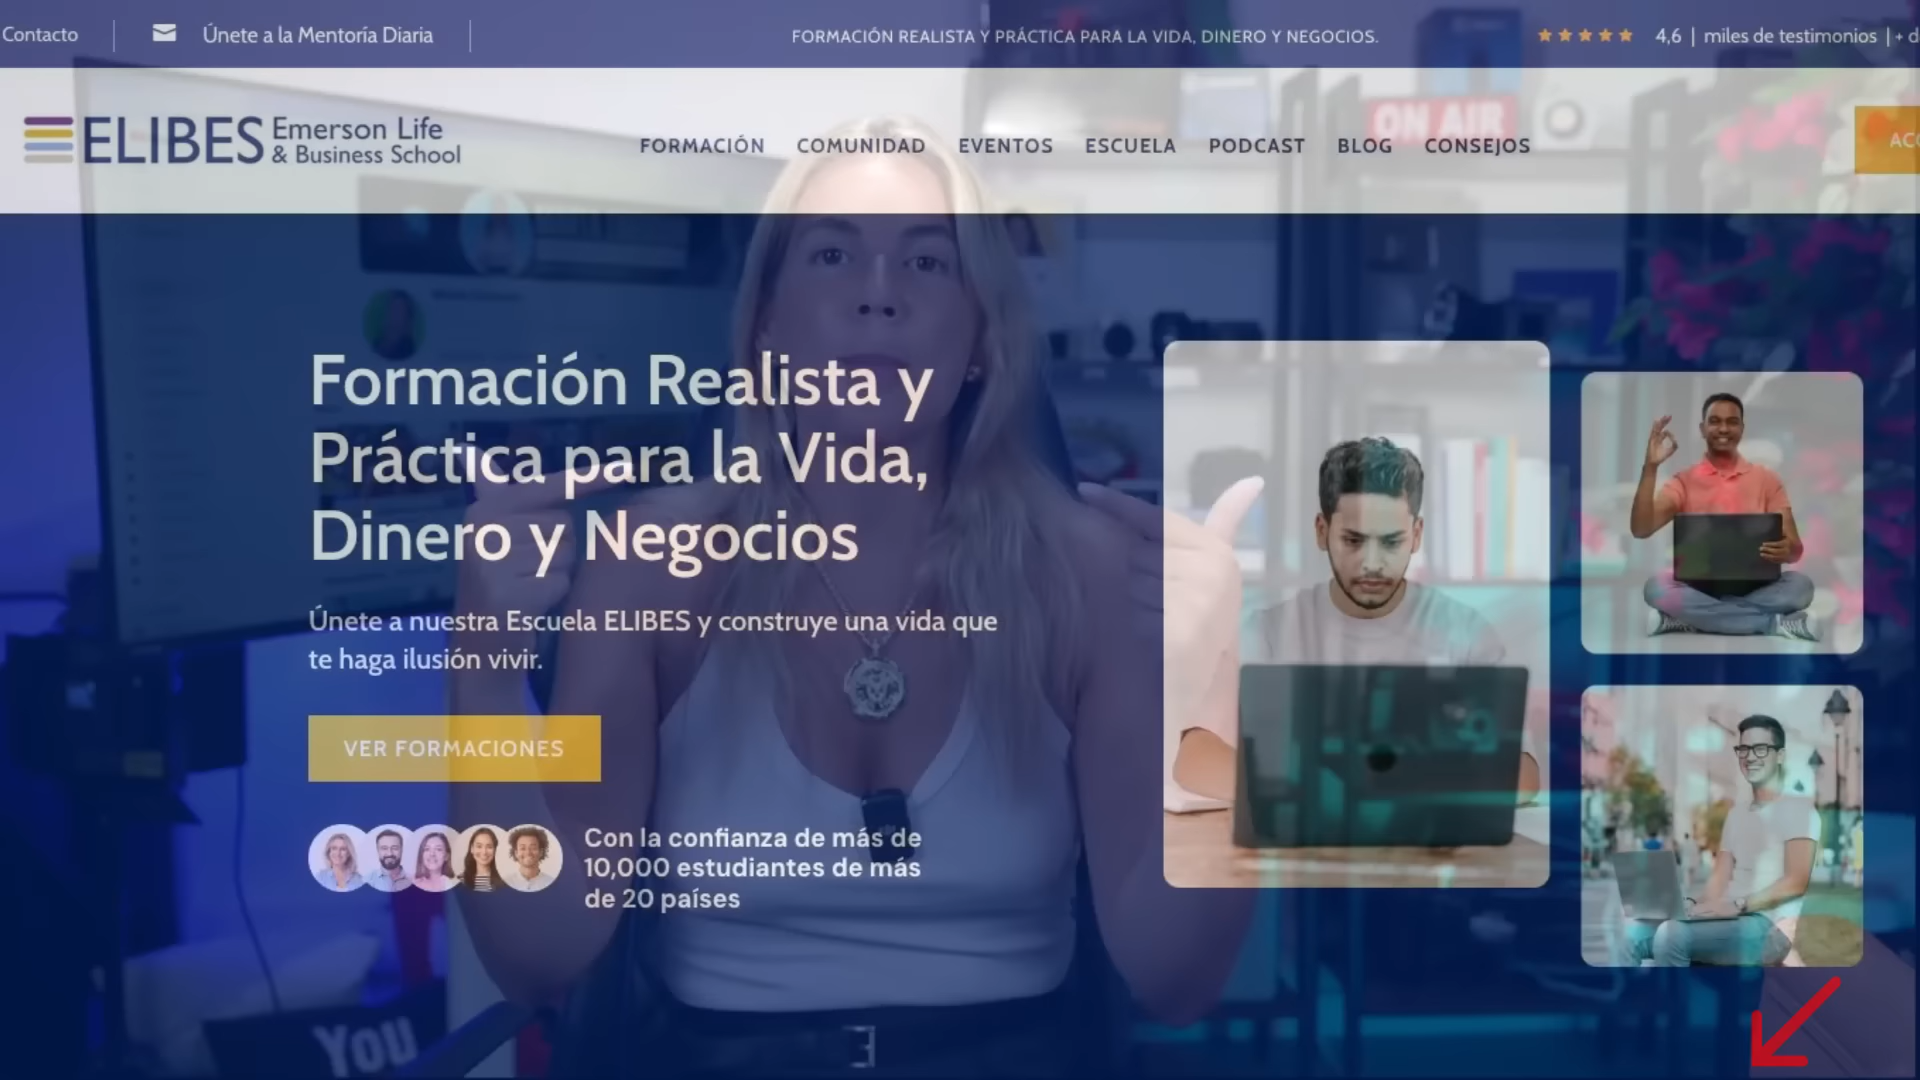 Contacto
Únete a la Mentoría Diaria
FORMACIÓN REALISTA Y PRÁCTICA PARA LA VIDA, DINERO Y NEGOCIOS.
4,6 | miles de testimonios | +
ON AIR
ELIBES Emerson Life
& Business School
FORMACIÓN COMUNIDAD EVENTOS ESCUELA PODCAST BLOG CONSEJOS
Formación Realista y
Práctica para la Vida,
Dinero y Negocios
Únete a nuestra Escuela ELIBES y construye una vida que
te haga ilusión vivir.
VER FORMACIONES
Con la confianza de más de
10,000 estudiantes de más
de 20 países
You